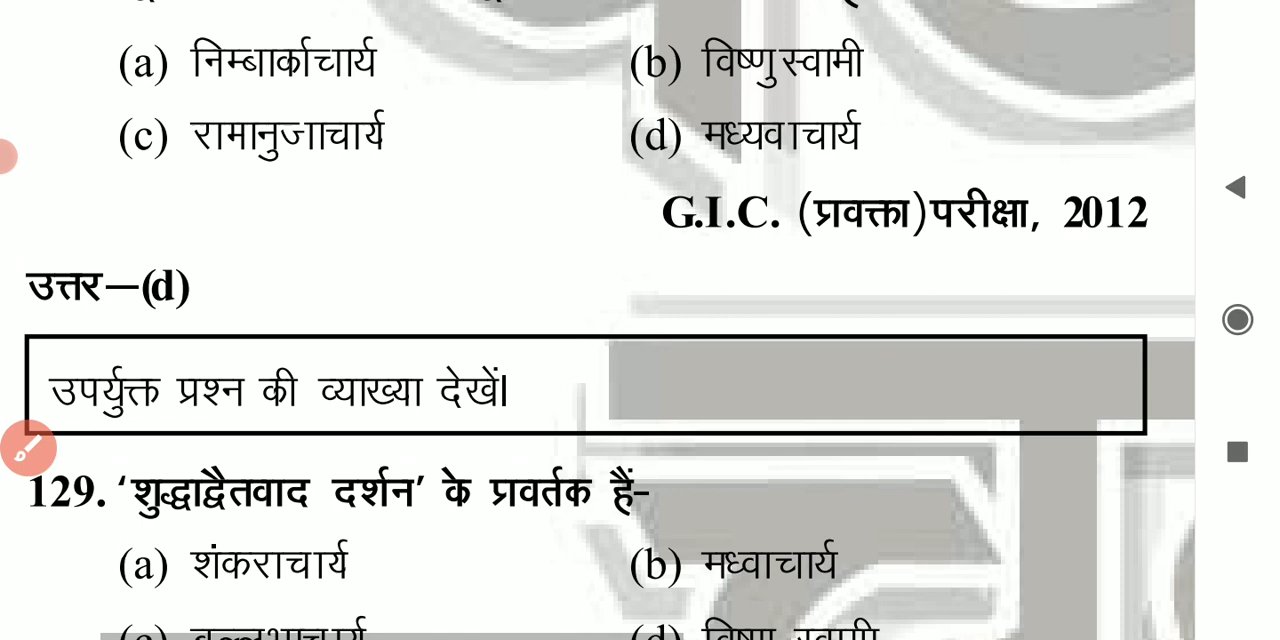 (a) निम्बार्काचार्य (b) विष्णुस्वामी
(c) रामानुजाचार्य (d) मध्यवाचार्य
G.I.C. (प्रवक्ता) परीक्षा, 2012
उत्तर—(d)
उपर्युक्त प्रश्न की व्याख्या देखें।
129. ‘शुद्धाद्वैतवाद दर्शन’ के प्रवर्तक हैं-
(a) शंकराचार्य (b) मध्वाचार्य